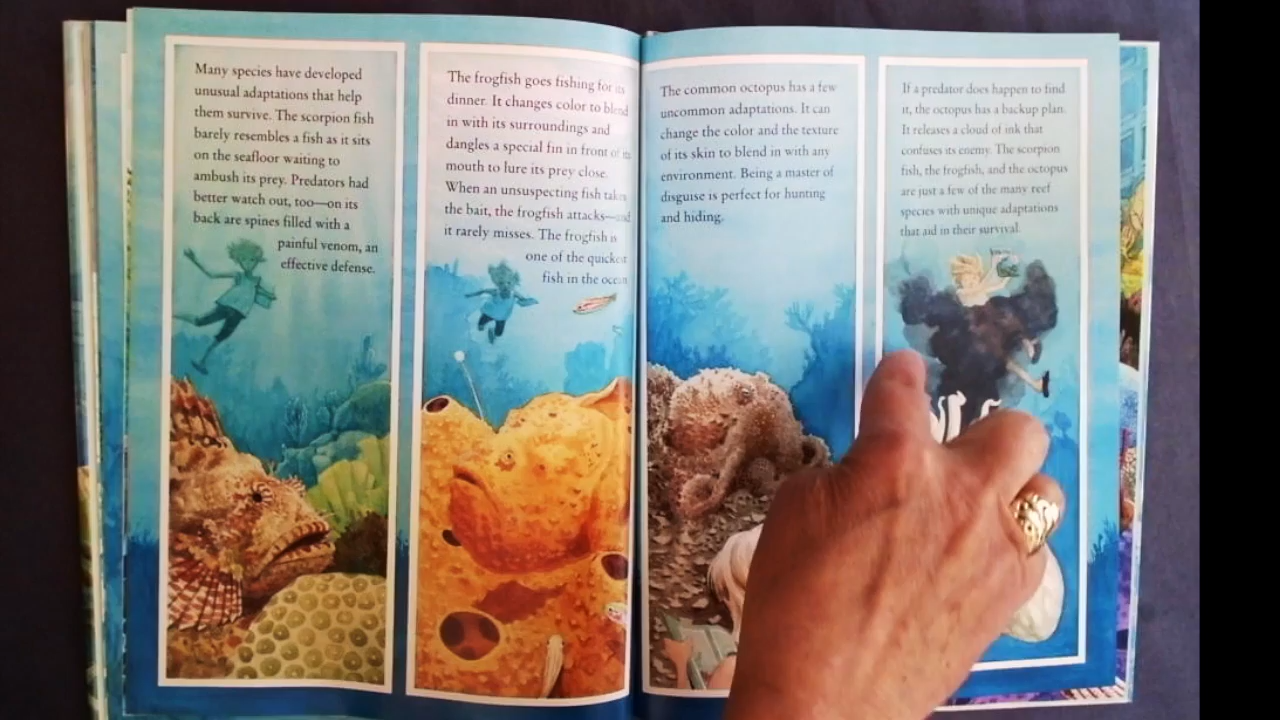 Many species have developed
unusual adaptations that help
them survive. The scorpion fish
barely resembles a fish as it sits
on the seafloor waiting to
ambush its prey. Predators had
better watch out, too—on its
back are spines filled with a
painful venom, an
effective defense.
The frogfish goes fishing for its
dinner. It changes color to blend
in with its surroundings and
dangles a special fin in front of its
mouth to lure its prey close.
When an unsuspecting fish takes
the bait, the frogfish attacks—and
it rarely misses. The frogfish is
one of the quickest
fish in the ocean.
The common octopus has a few
uncommon adaptations. It can
change the color and the texture
of its skin to blend in with any
environment. Being a master of
disguise is perfect for hunting
and hiding.
If a predator does happen to find
it, the octopus has a backup plan.
It releases a cloud of ink that
confuses its enemy. The scorpion
fish, the frogfish, and the octopus
are just a few of the many reef
species with unique adaptations
that aid in their survival.